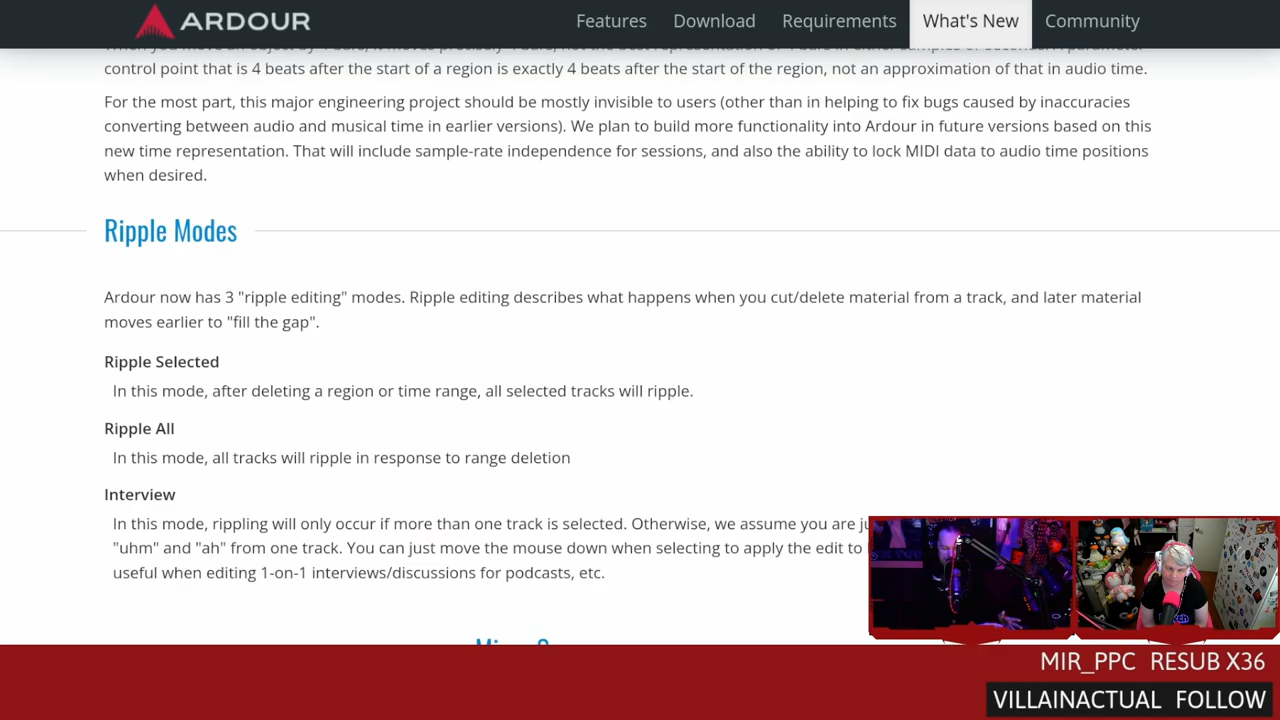 ARDOUR
Features
Download
Requirements
What's New
Community
control point that is 4 beats after the start of a region is exactly 4 beats after the start of the region, not an approximation of that in audio time.
For the most part, this major engineering project should be mostly invisible to users (other than in helping to fix bugs caused by inaccuracies
converting between audio and musical time in earlier versions). We plan to build more functionality into Ardour in future versions based on this
new time representation. That will include sample-rate independence for sessions, and also the ability to lock MIDI data to audio time positions
when desired.
Ripple Modes
Ardour now has 3 "ripple editing" modes. Ripple editing describes what happens when you cut/delete material from a track, and later material
moves earlier to "fill the gap".
Ripple Selected
In this mode, after deleting a region or time range, all selected tracks will ripple.
Ripple All
In this mode, all tracks will ripple in response to range deletion
Interview
In this mode, rippling will only occur if more than one track is selected. Otherwise, we assume you are
"uhm" and "ah" from one track. You can just move the mouse down when selecting to apply the edit to
useful when editing 1-on-1 interviews/discussions for podcasts, etc.
MIR_PPC RESUB X36
VILLAINACTUAL FOLLOW